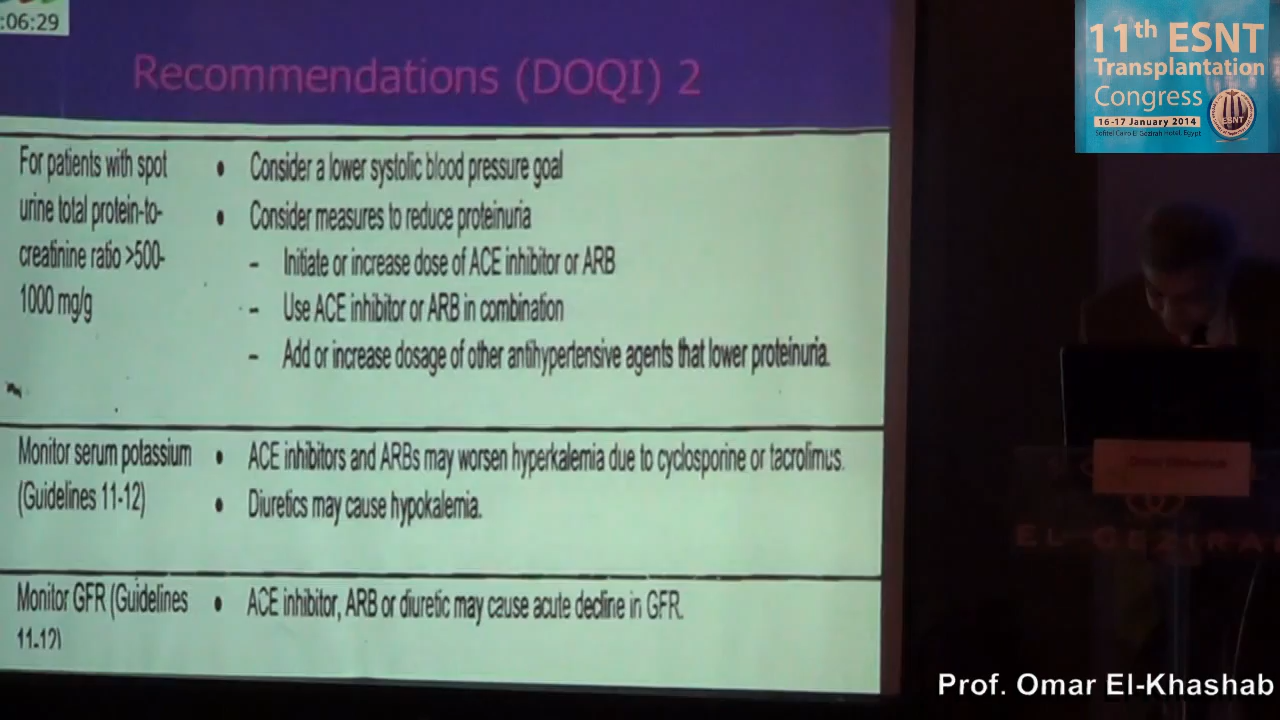 :06:29
Recommendations (DOQI) 2
For patients with spot
urine total protein-to-
creatinine ratio >500-
1000 mg/g
• Consider a lower systolic blood pressure goal
• Consider measures to reduce proteinuria
- Initiate or increase dose of ACE inhibitor or ARB
- Use ACE inhibitor or ARB in combination
- Add or increase dosage of other antihypertensive agents that lower proteinuria.
Monitor serum potassium
(Guidelines 11-12)
• ACE inhibitors and ARBs may worsen hyperkalemia due to cyclosporine or tacrolimus.
• Diuretics may cause hypokalemia.
Monitor GFR (Guidelines
11-12)
• ACE inhibitor, ARB or diuretic may cause acute decline in GFR.
11th ESNT
Transplantation
Congress
16-17 January 2014
Sofitel Cairo El Gezirah Hotel, Egypt
ESNT
EL GEZIRA
Prof. Omar El-Khashab